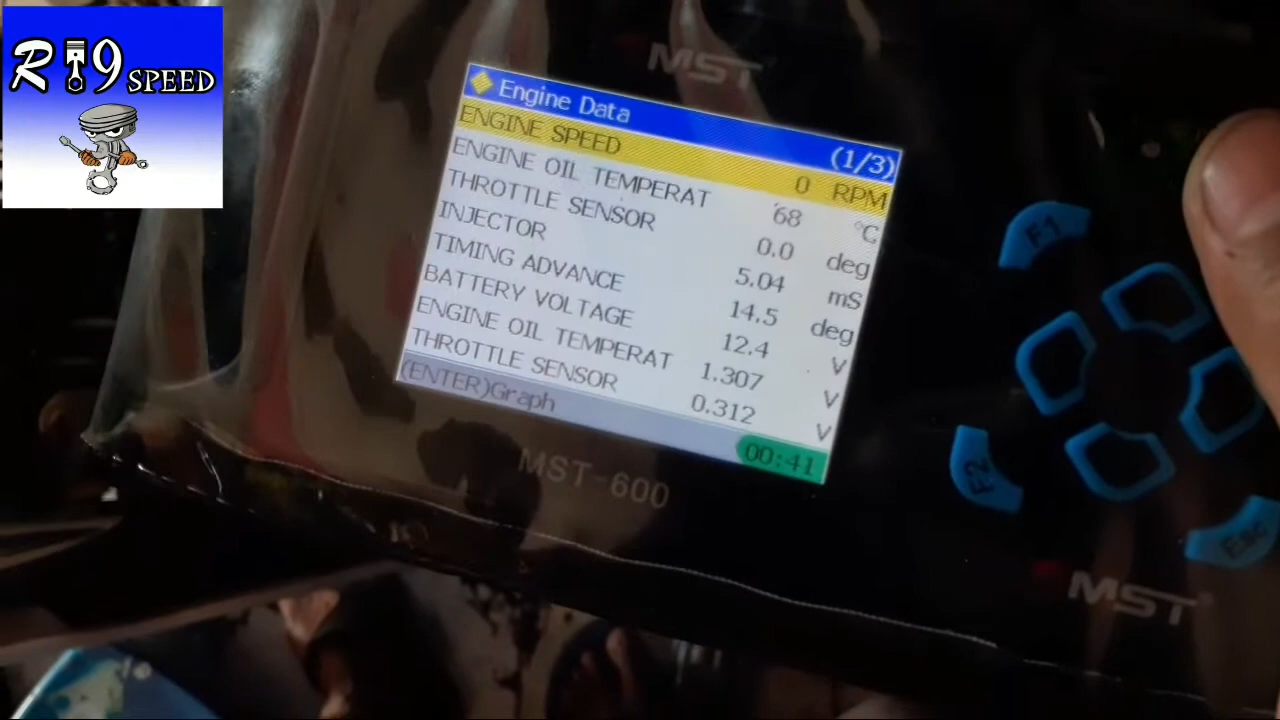 R 19 SPEED
MST
Engine Data (1/3)
ENGINE SPEED 0 RPM
ENGINE OIL TEMPERAT 68 °C
THROTTLE SENSOR 0.0 deg
INJECTOR 5.04 mS
TIMING ADVANCE 14.5 deg
BATTERY VOLTAGE 12.4 V
ENGINE OIL TEMPERAT 1.307 V
THROTTLE SENSOR 0.312 V
(ENTER)Graph 00:41
MST-600
F1
F2
ESC
MST